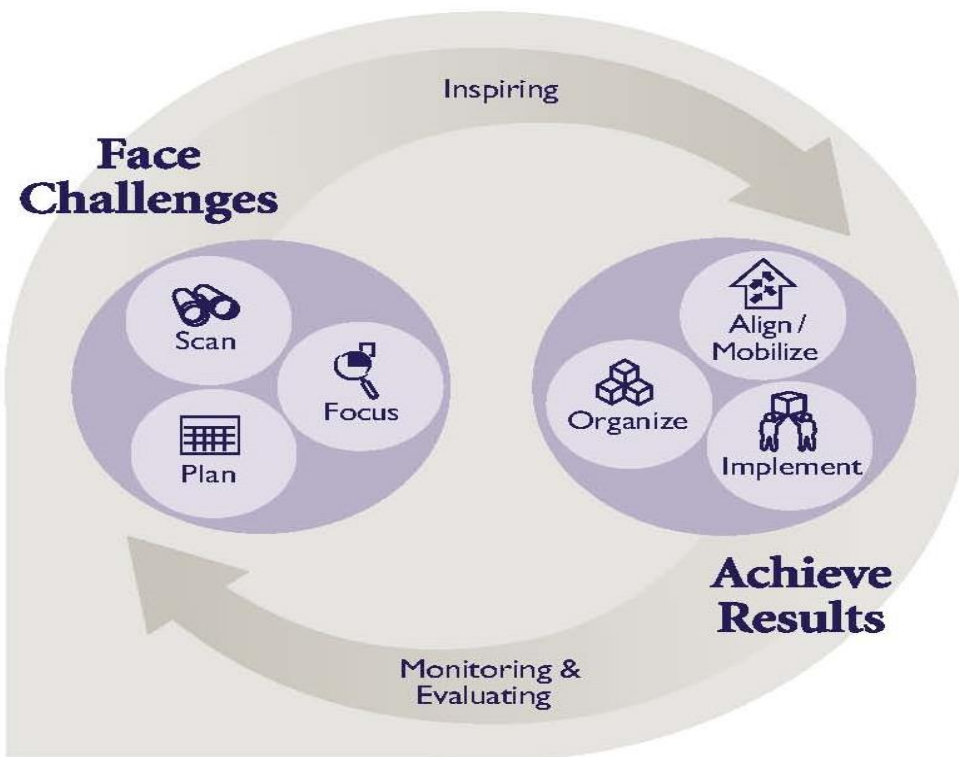 Inspiring
Face
Challenges
Scan
Focus
Plan
Align /
Mobilize
Organize
Implement
Achieve
Results
Monitoring &
Evaluating